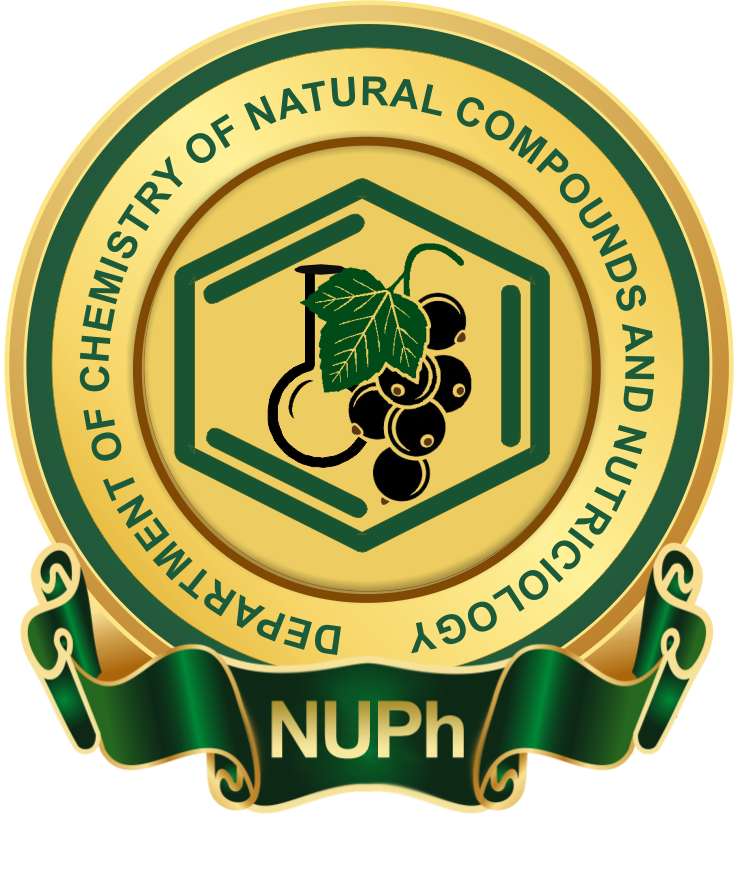 DEPARTMENT OF CHEMISTRY OF NATURAL COMPOUNDS AND NUTRICIOLOGY
NUPh